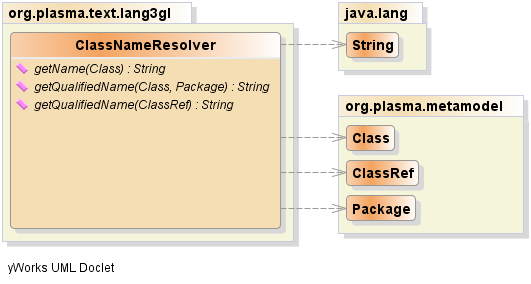 org.plasma.text.lang3gl
ClassNameResolver
getName(Class) : String
getQualifiedName(Class, Package) : String
getQualifiedName(ClassRef) : String
java.lang
String
org.plasma.metamodel
Class
ClassRef
Package
yWorks UML Doclet